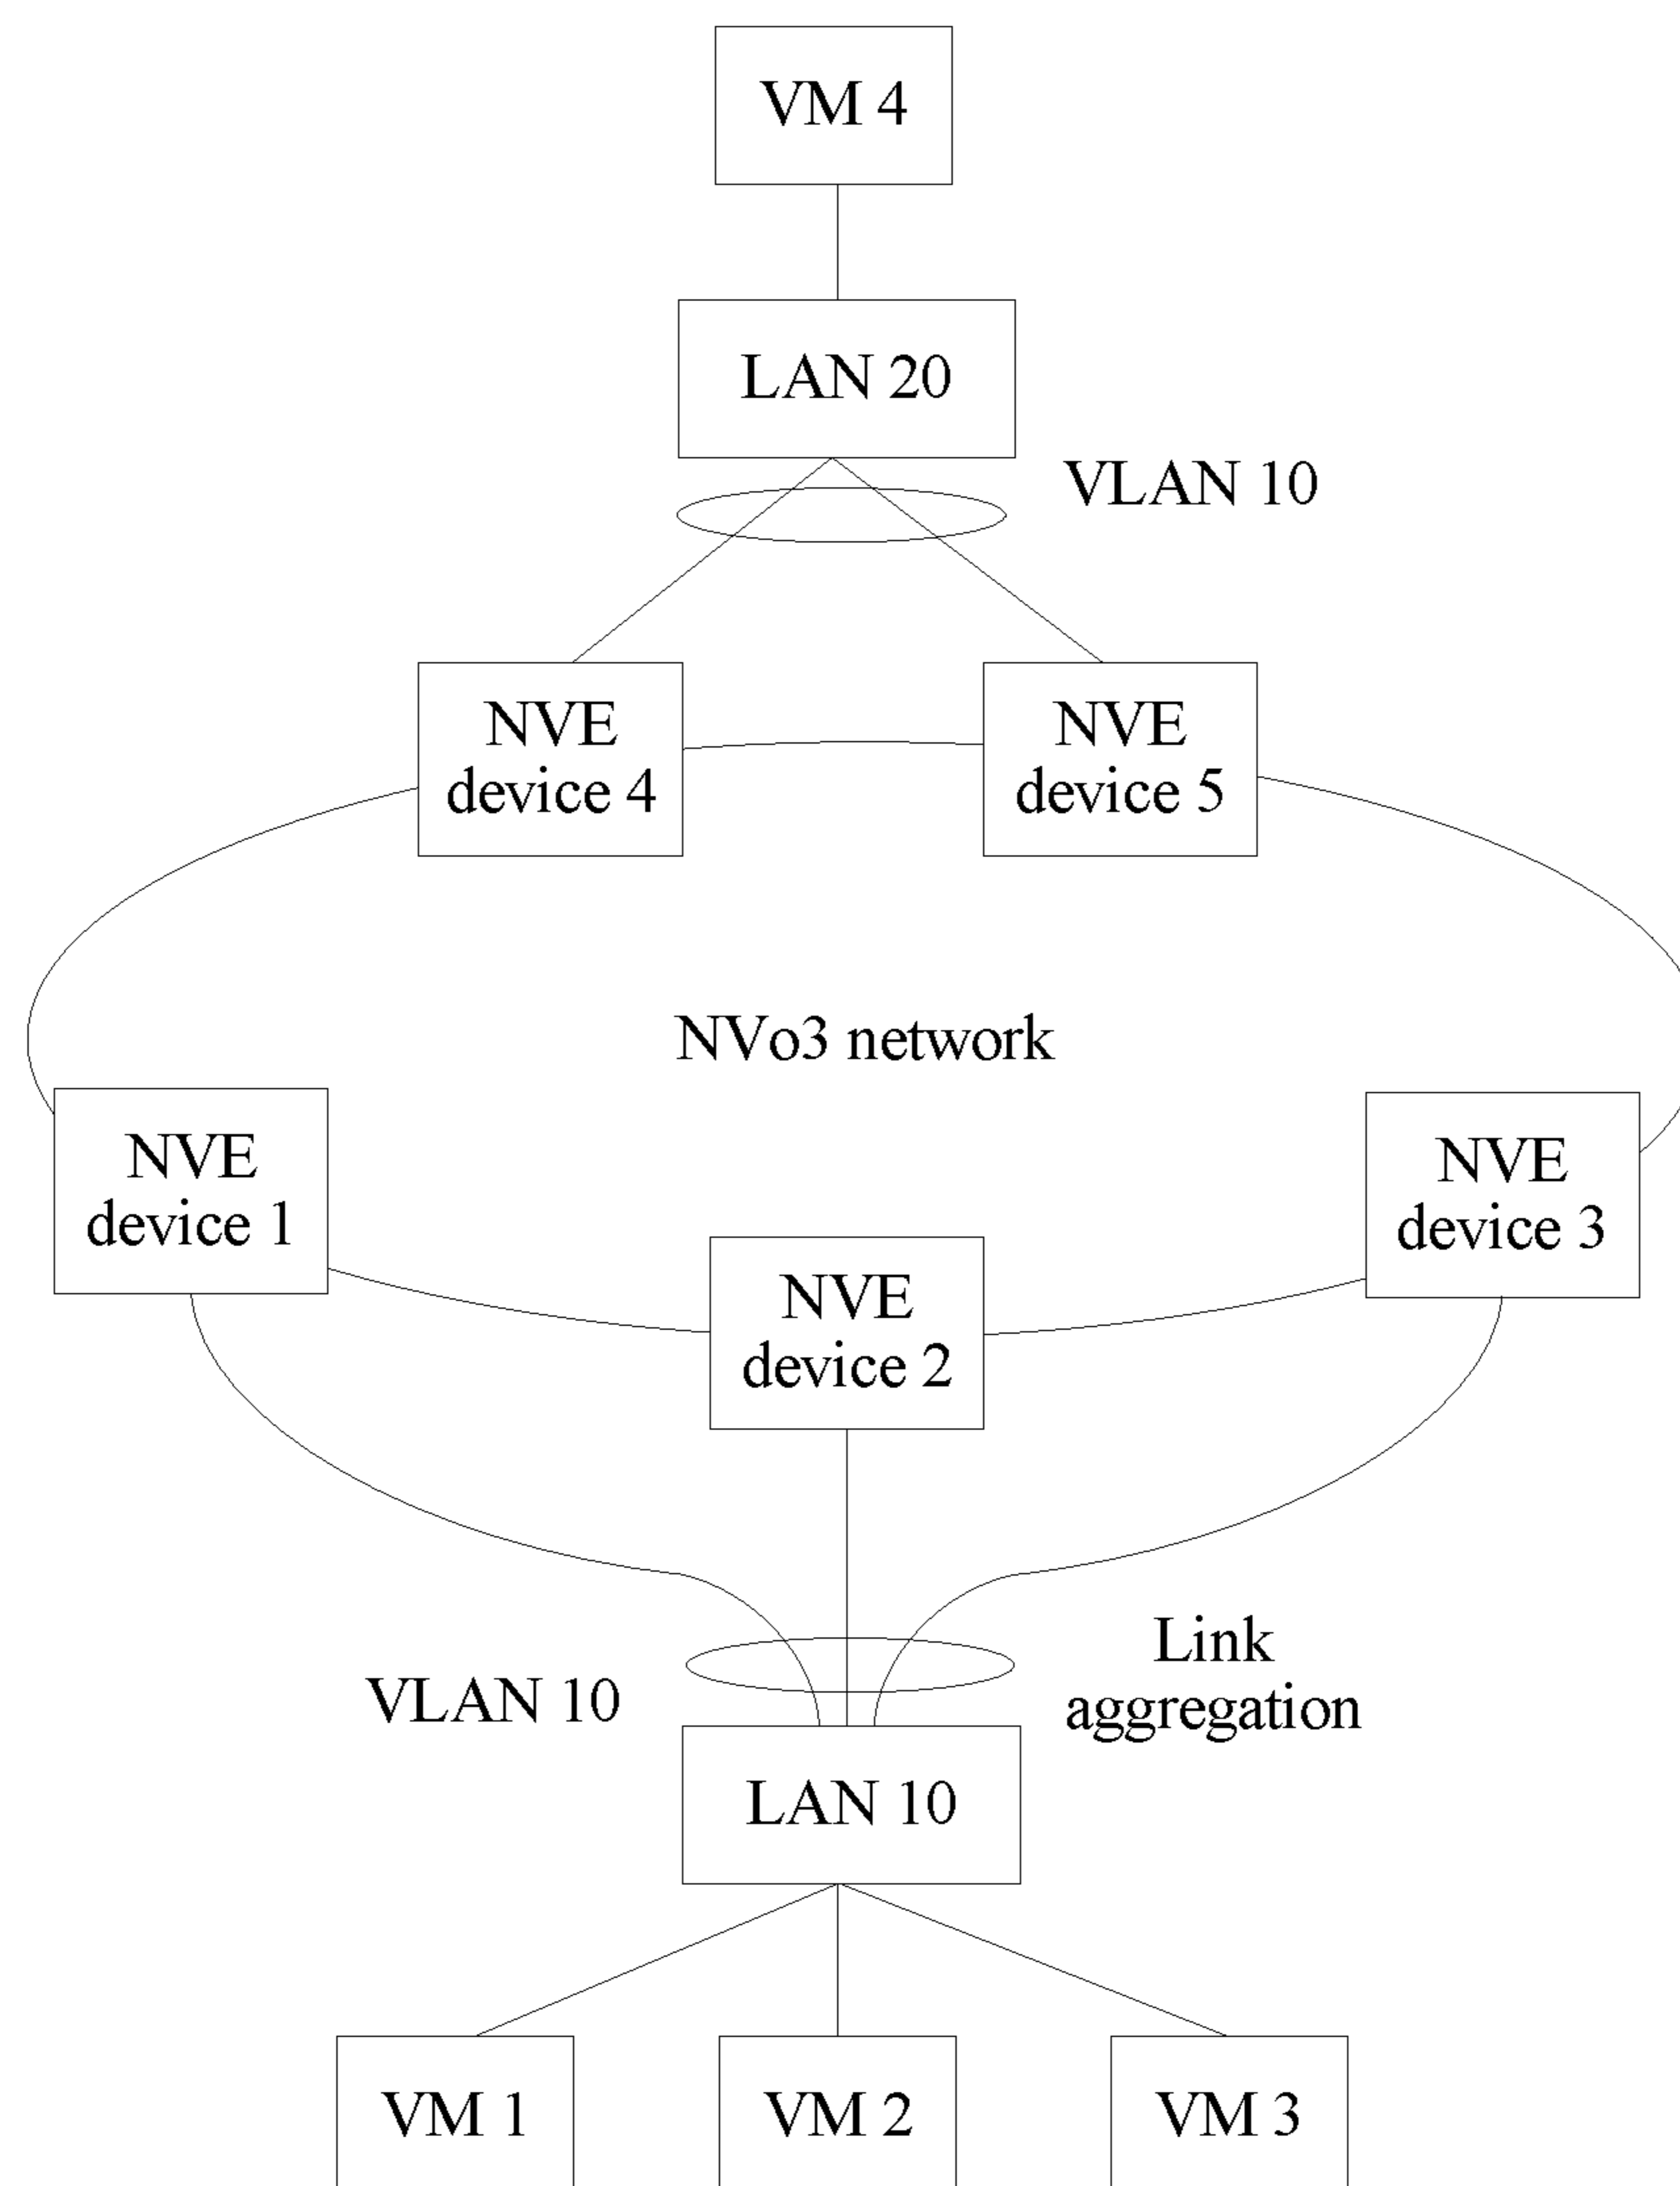 VM 4
LAN 20
VLAN 10
NVE
device 4
NVE
device 5
NVo3 network
NVE
device 1
NVE
device 3
NVE
device 2
Link
aggregation
VLAN 10
LAN 10
VM 1
VM 2
VM 3